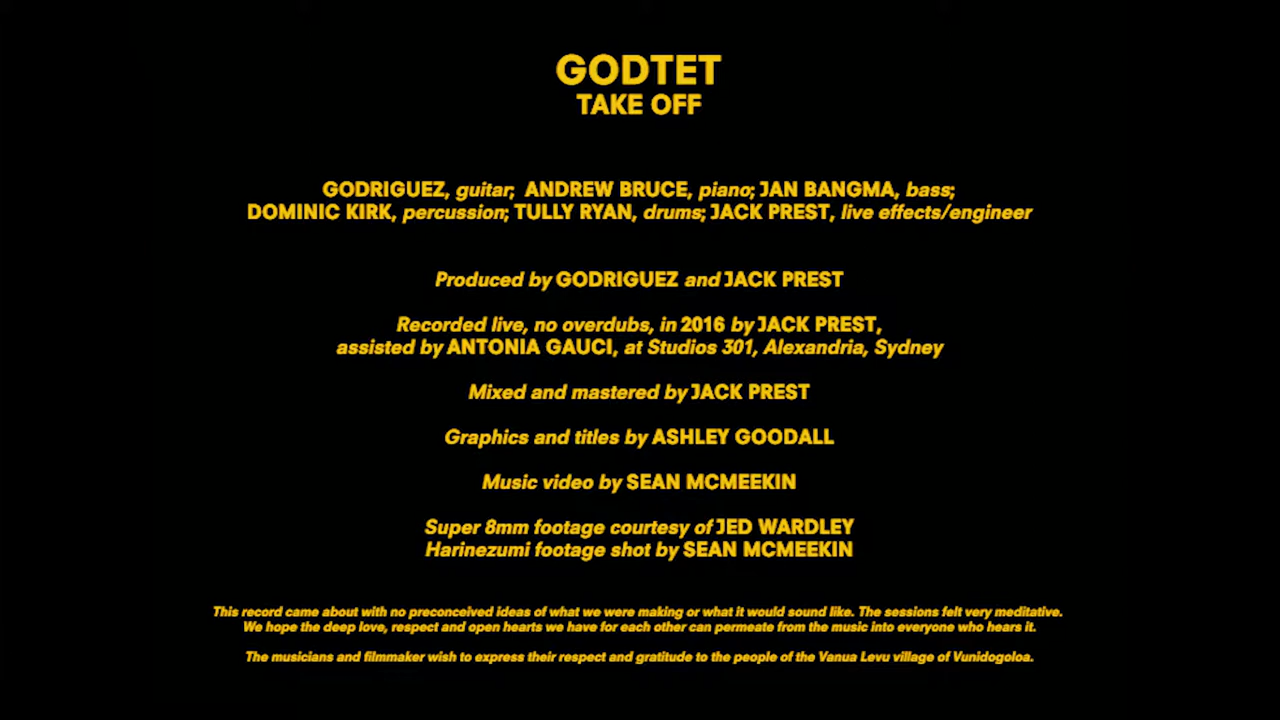 GODTET
TAKE OFF
GODRIGUEZ, guitar; ANDREW BRUCE, piano; JAN BANGMA, bass;
DOMINIC KIRK, percussion; TULLY RYAN, drums; JACK PREST, live effects/engineer
Produced by GODRIGUEZ and JACK PREST
Recorded live, no overdubs, in 2016 by JACK PREST,
assisted by ANTONIA GAUCI, at Studios 301, Alexandria, Sydney
Mixed and mastered by JACK PREST
Graphics and titles by ASHLEY GOODALL
Music video by SEAN MCMEEKIN
Super 8mm footage courtesy of JED WARDLEY
Harinezumi footage shot by SEAN MCMEEKIN
This record came about with no preconceived ideas of what we were making or what it would sound like. The sessions felt very meditative.
We hope the deep love, respect and open hearts we have for each other can permeate from the music into everyone who hears it.
The musicians and filmmaker wish to express their respect and gratitude to the people of the Vanua Levu village of Vunidogoloa.